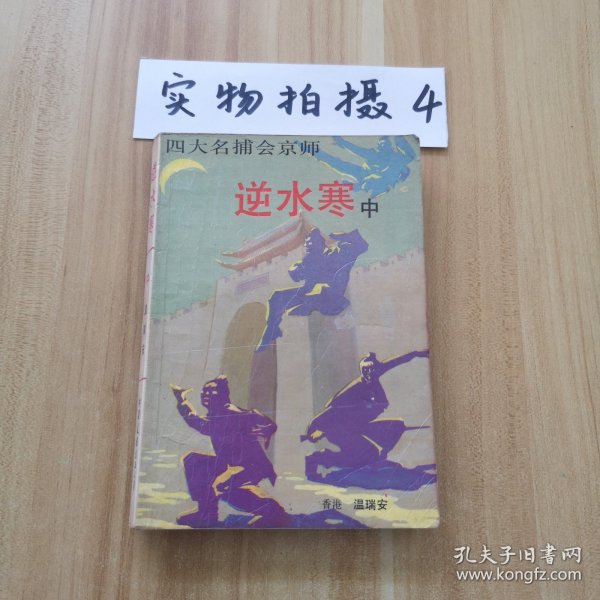 实物拍摄4
四大名捕会京师
逆水寒中
香港 温瑞安
孔夫子旧书网
www.kongfz.com